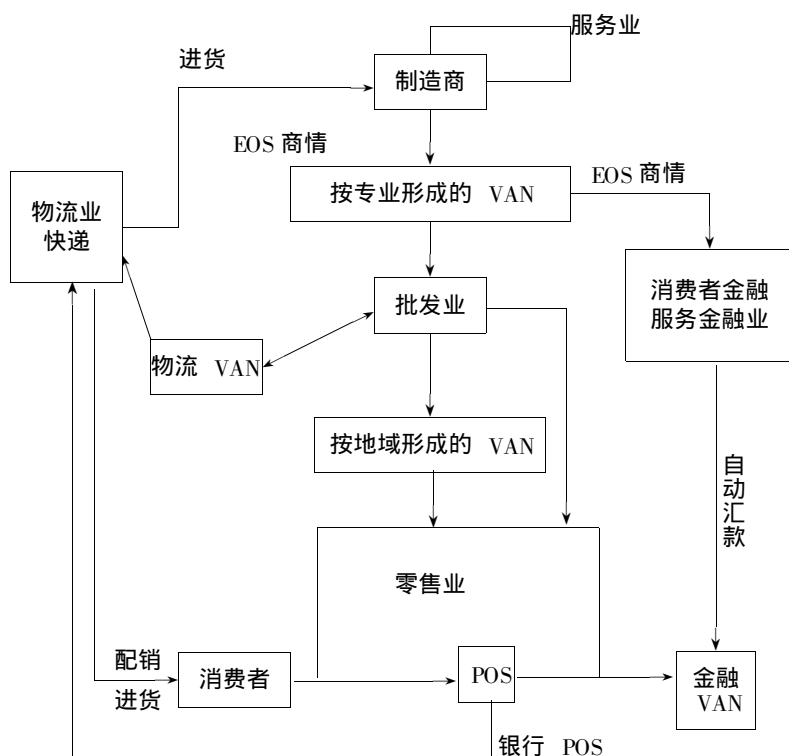 服务业
进货
制造商
EOS 商情
按专业形成的 VAN
EOS 商情
物流业
快递
消费者金融
服务金融业
批发业
物流 VAN
按地域形成的 VAN
自动汇款
零售业
配销
进货
消费者
POS
金融
VAN
银行 POS